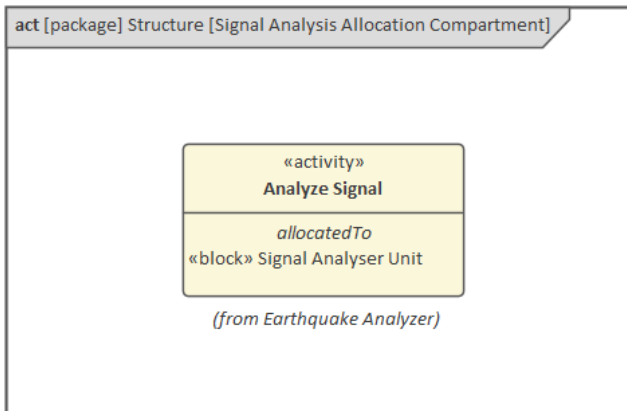 act [package] Structure [Signal Analysis Allocation Compartment]
«activity»
Analyze Signal
allocatedTo
«block» Signal Analyser Unit
(from Earthquake Analyzer)